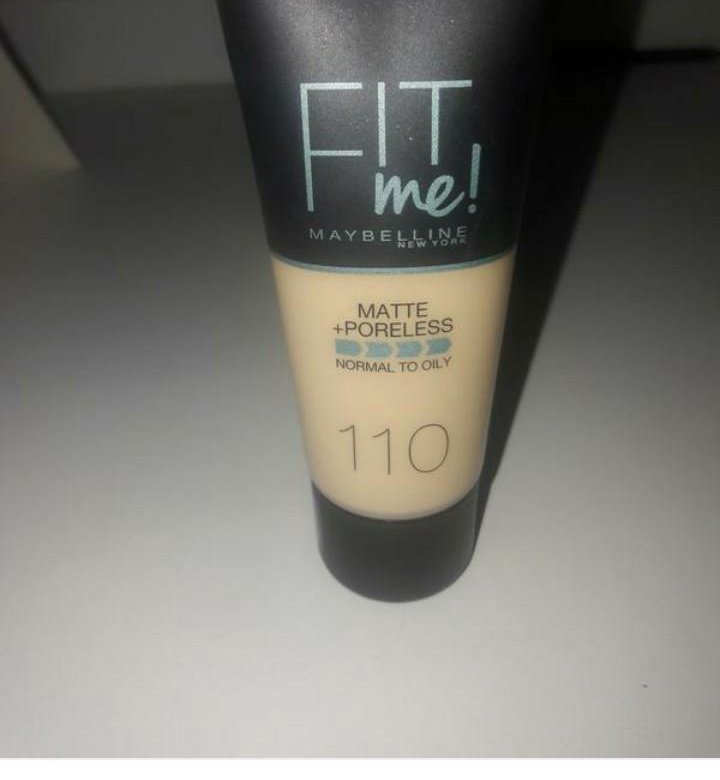 FIT
me!
MAYBELLINE
NEW YORK
MATTE
+PORELESS
NORMAL TO OILY
110